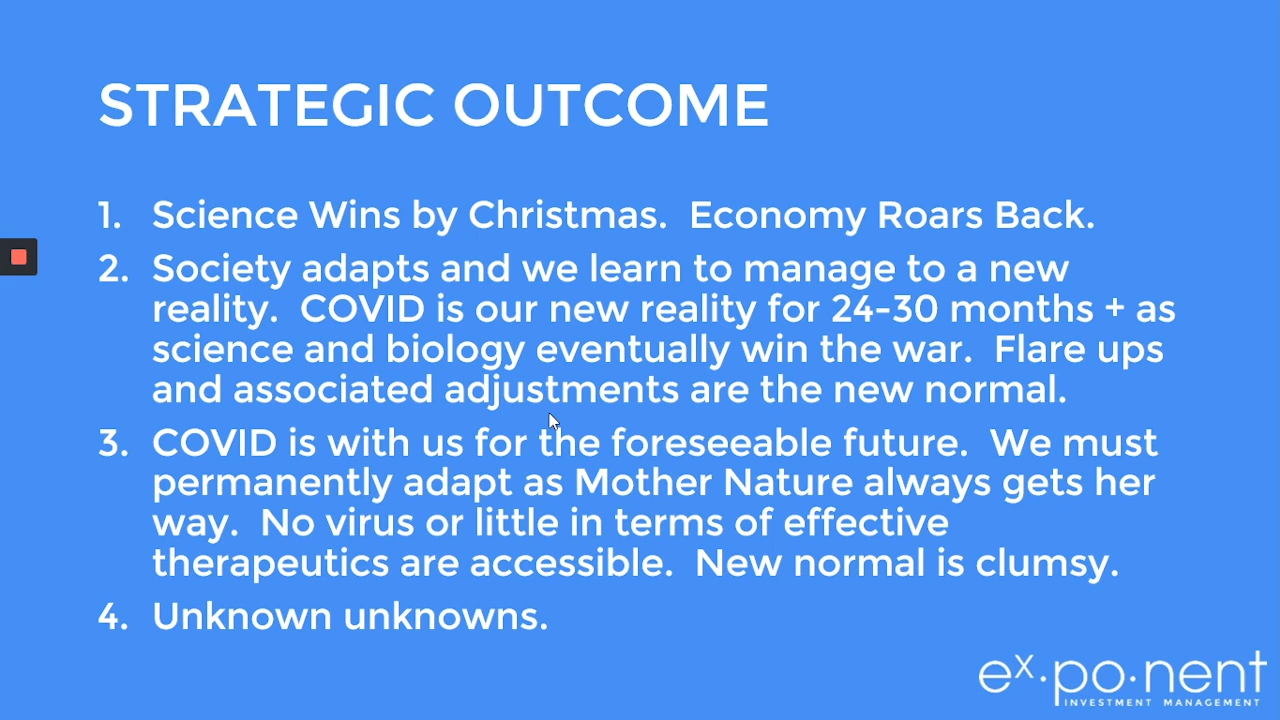 STRATEGIC OUTCOME
1. Science Wins by Christmas.  Economy Roars Back.
2. Society adapts and we learn to manage to a new
reality.  COVID is our new reality for 24-30 months + as
science and biology eventually win the war.  Flare ups
and associated adjustments are the new normal.
3. COVID is with us for the foreseeable future.  We must
permanently adapt as Mother Nature always gets her
way.  No virus or little in terms of effective
therapeutics are accessible.  New normal is clumsy.
4. Unknown unknowns.
ex·po·nent
INVESTMENT MANAGEMENT